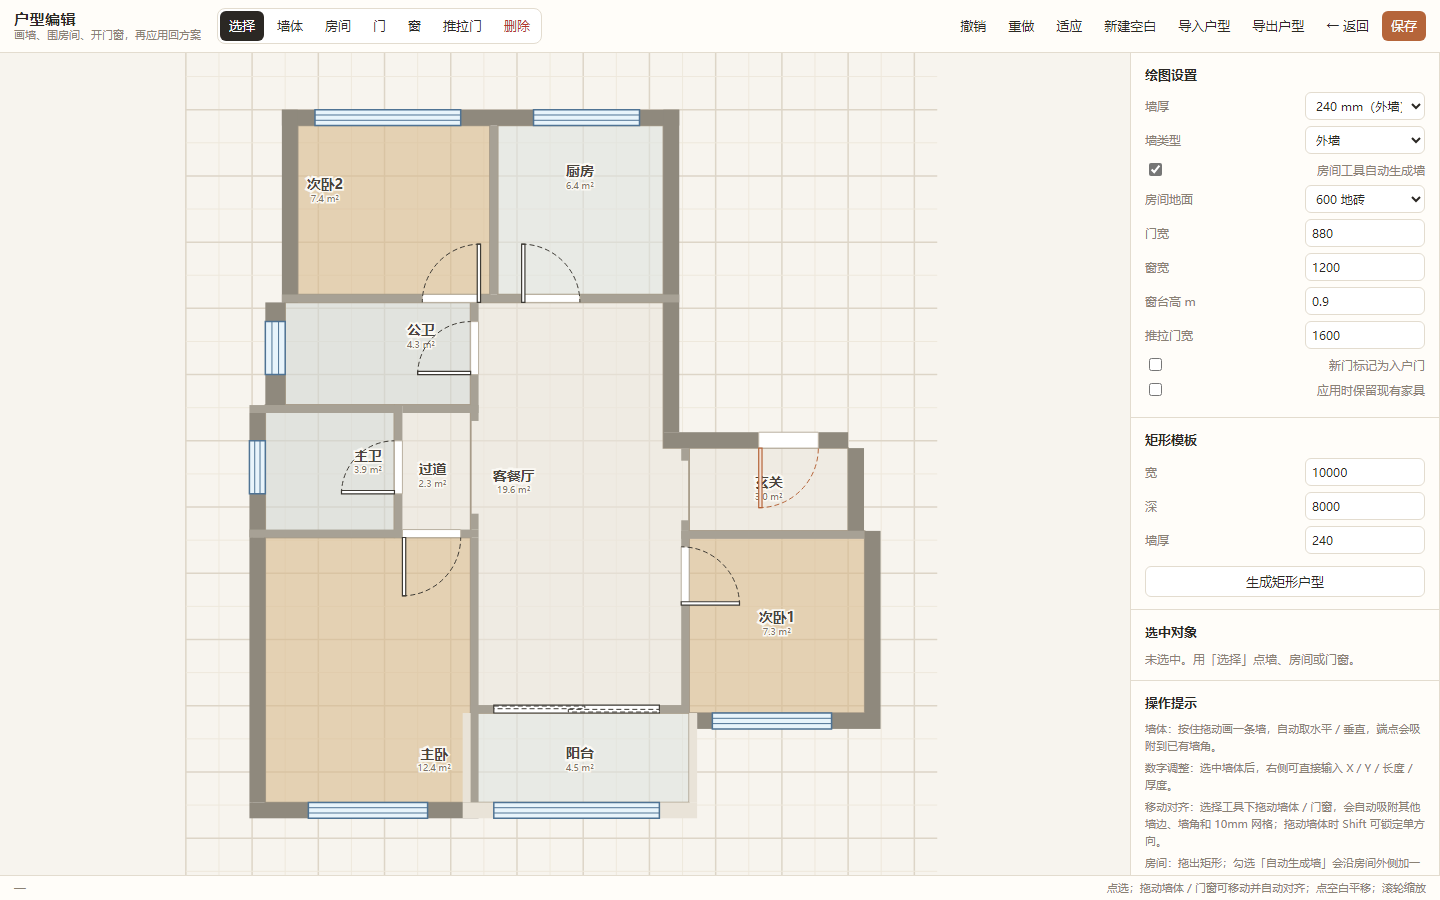 户型编辑
画墙、围房间、开门窗，再应用回方案
选择 墙体 房间 门 窗 推拉门 删除
撤销 重做 适应 新建空白 导入户型 导出户型 ← 返回 保存
次卧2
7.4 m²
厨房
6.4 m²
公卫
4.3 m²
主卫
3.9 m²
过道
2.3 m²
客餐厅
19.6 m²
玄关
3.0 m²
次卧1
7.3 m²
主卧
12.4 m²
阳台
4.5 m²
绘图设置
墙厚 240 mm（外墙）
墙类型 外墙
房间工具自动生成墙
房间地面 600 地砖
门宽 880
窗宽 1200
窗台高 m 0.9
推拉门宽 1600
新门标记为入户门
应用时保留现有家具
矩形模板
宽 10000
深 8000
墙厚 240
生成矩形户型
选中对象
未选中。用「选择」点墙、房间或门窗。
操作提示
墙体：按住拖动画一条墙，自动取水平 / 垂直，端点会吸
附到已有墙角。
数字调整：选中墙体后，右侧可直接输入 X / Y / 长度 /
厚度。
移动对齐：选择工具下拖动墙体 / 门窗，会自动吸附其他
墙边、墙角和 10mm 网格；拖动墙体时 Shift 可锁定单方
向。
房间：拖出矩形；勾选「自动生成墙」会沿房间外侧加一
—
点选；拖动墙体 / 门窗可移动并自动对齐；点空白平移；滚轮缩放